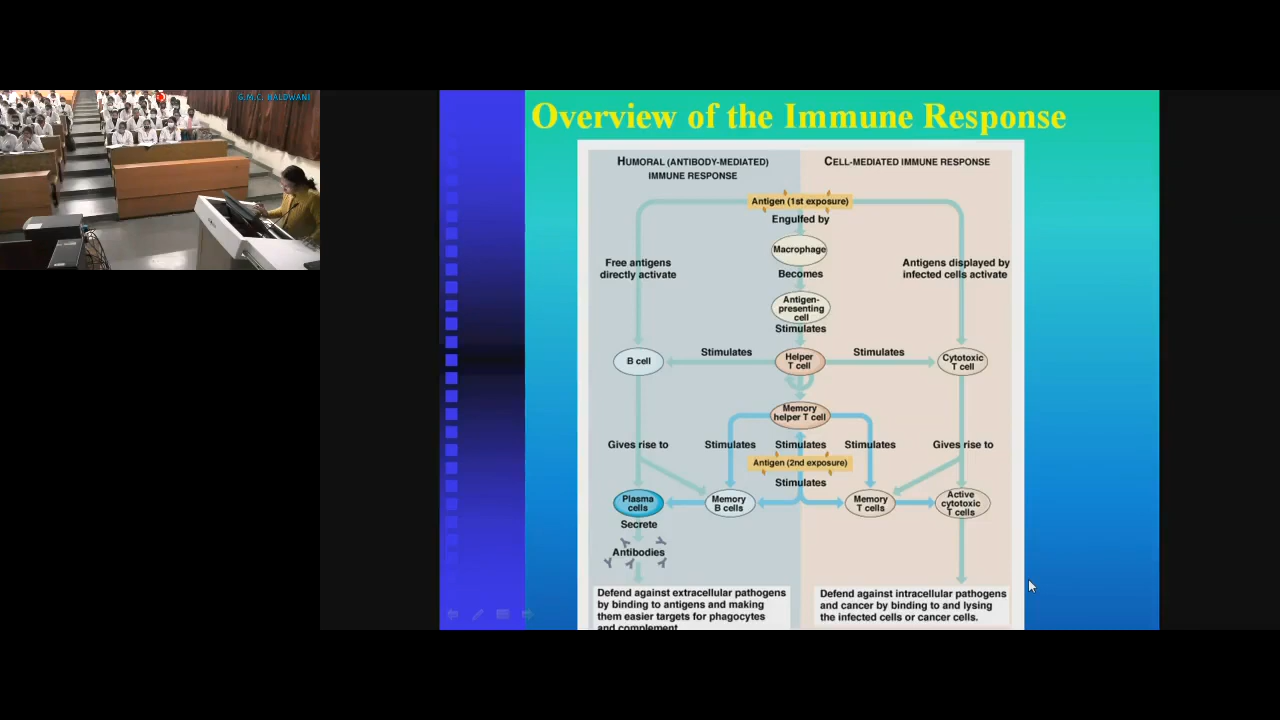 G.M.C. HALDWANI
Overview of the Immune Response
HUMORAL (ANTIBODY-MEDIATED)
IMMUNE RESPONSE
CELL-MEDIATED IMMUNE RESPONSE
Antigen (1st exposure)
Engulfed by
Macrophage
Free antigens
directly activate
Antigens displayed by
infected cells activate
Becomes
Antigen-
presenting
cell
Stimulates
B cell
Stimulates
Helper
T cell
Stimulates
Cytotoxic
T cell
Memory
helper T cell
Gives rise to
Stimulates
Stimulates
Stimulates
Gives rise to
Antigen (2nd exposure)
Stimulates
Plasma
cells
Memory
B cells
Memory
T cells
Active
cytotoxic
T cells
Secrete
Antibodies
Defend against extracellular pathogens
by binding to antigens and making
them easier targets for phagocytes
and complement.
Defend against intracellular pathogens
and cancer by binding to and lysing
the infected cells or cancer cells.